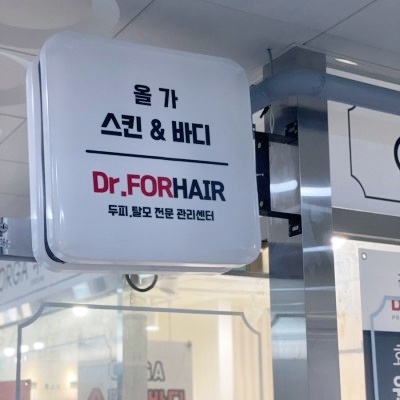 올 가
스킨 & 바디
Dr.FORHAIR
두피,탈모 전문 관리센터